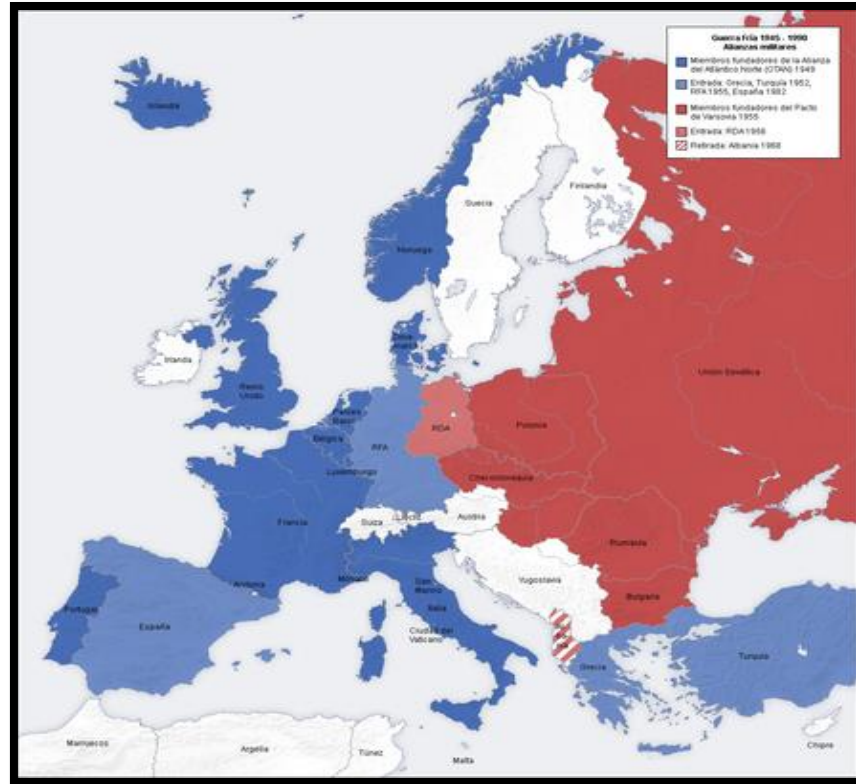 Guerra Fría 1945 - 1990
Alianzas militares
Miembros fundadores de la Alianza
del Atlántico Norte (OTAN) 1949
Entrada: Grecia, Turquía 1952,
RFA 1955, España 1982
Miembros fundadores del Pacto
de Varsovia 1955
Entrada: RDA 1956
Retirada: Albania 1968
Islandia
Finlandia
Suecia
Noruega
Irlanda
Reino
Unido
Unión Soviética
Países
Bajos
RDA
Polonia
Bélgica
RFA
Luxemburgo
Checoslovaquia
Francia
Suiza
Austria
Rumanía
Yugoslavia
Mónaco
San
Marino
Bulgaria
Andorra
Portugal
España
Italia
Ciudad del
Vaticano
Grecia
Turquía
Marruecos
Argelia
Túnez
Malta
Chipre